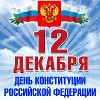 12
ДЕКАБРЯ
ДЕНЬ КОНСТИТУЦИИ
РОССИЙСКОЙ ФЕДЕРАЦИИ